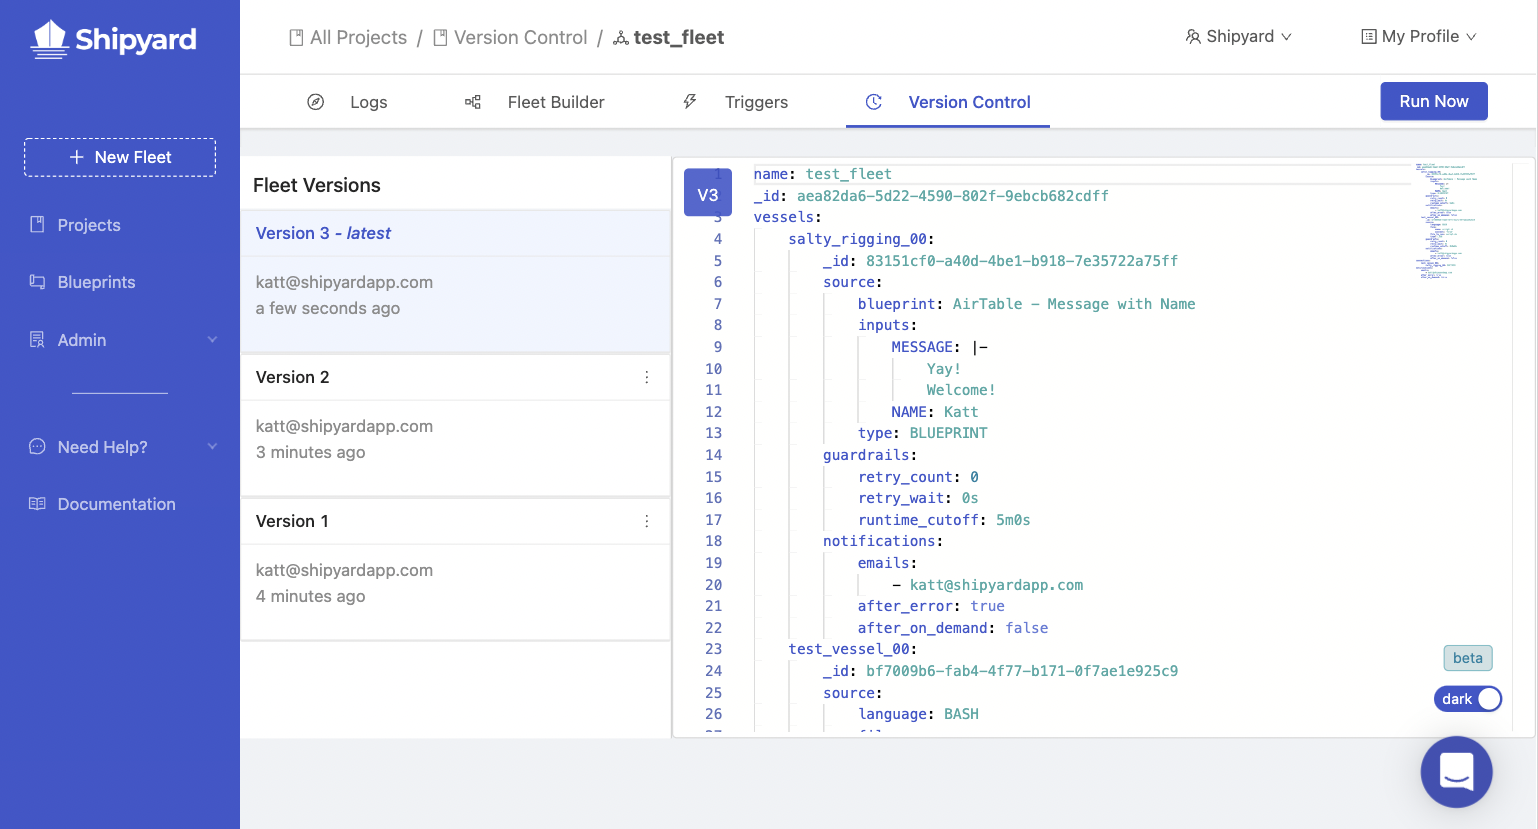 Shipyard
All Projects / Version Control / test_fleet
Shipyard
My Profile
Logs
Fleet Builder
Triggers
Version Control
Run Now
+ New Fleet
Projects
Blueprints
Admin
Need Help?
Documentation
Fleet Versions
Version 3 - latest
katt@shipyardapp.com
a few seconds ago
Version 2
katt@shipyardapp.com
3 minutes ago
Version 1
katt@shipyardapp.com
4 minutes ago
V3
1 name: test_fleet
_id: aea82da6-5d22-4590-802f-9ebcb682cdff
3 vessels:
4 salty_rigging_00:
5 _id: 83151cf0-a40d-4be1-b918-7e35722a75ff
6 source:
7 blueprint: AirTable - Message with Name
8 inputs:
9 MESSAGE: |-
10 Yay!
11 Welcome!
12 NAME: Katt
13 type: BLUEPRINT
14 guardrails:
15 retry_count: 0
16 retry_wait: 0s
17 runtime_cutoff: 5m0s
18 notifications:
19 emails:
20 - katt@shipyardapp.com
21 after_error: true
22 after_on_demand: false
23 test_vessel_00:
24 _id: bf7009b6-fab4-4f77-b171-0f7ae1e925c9
25 source:
26 language: BASH
beta
dark